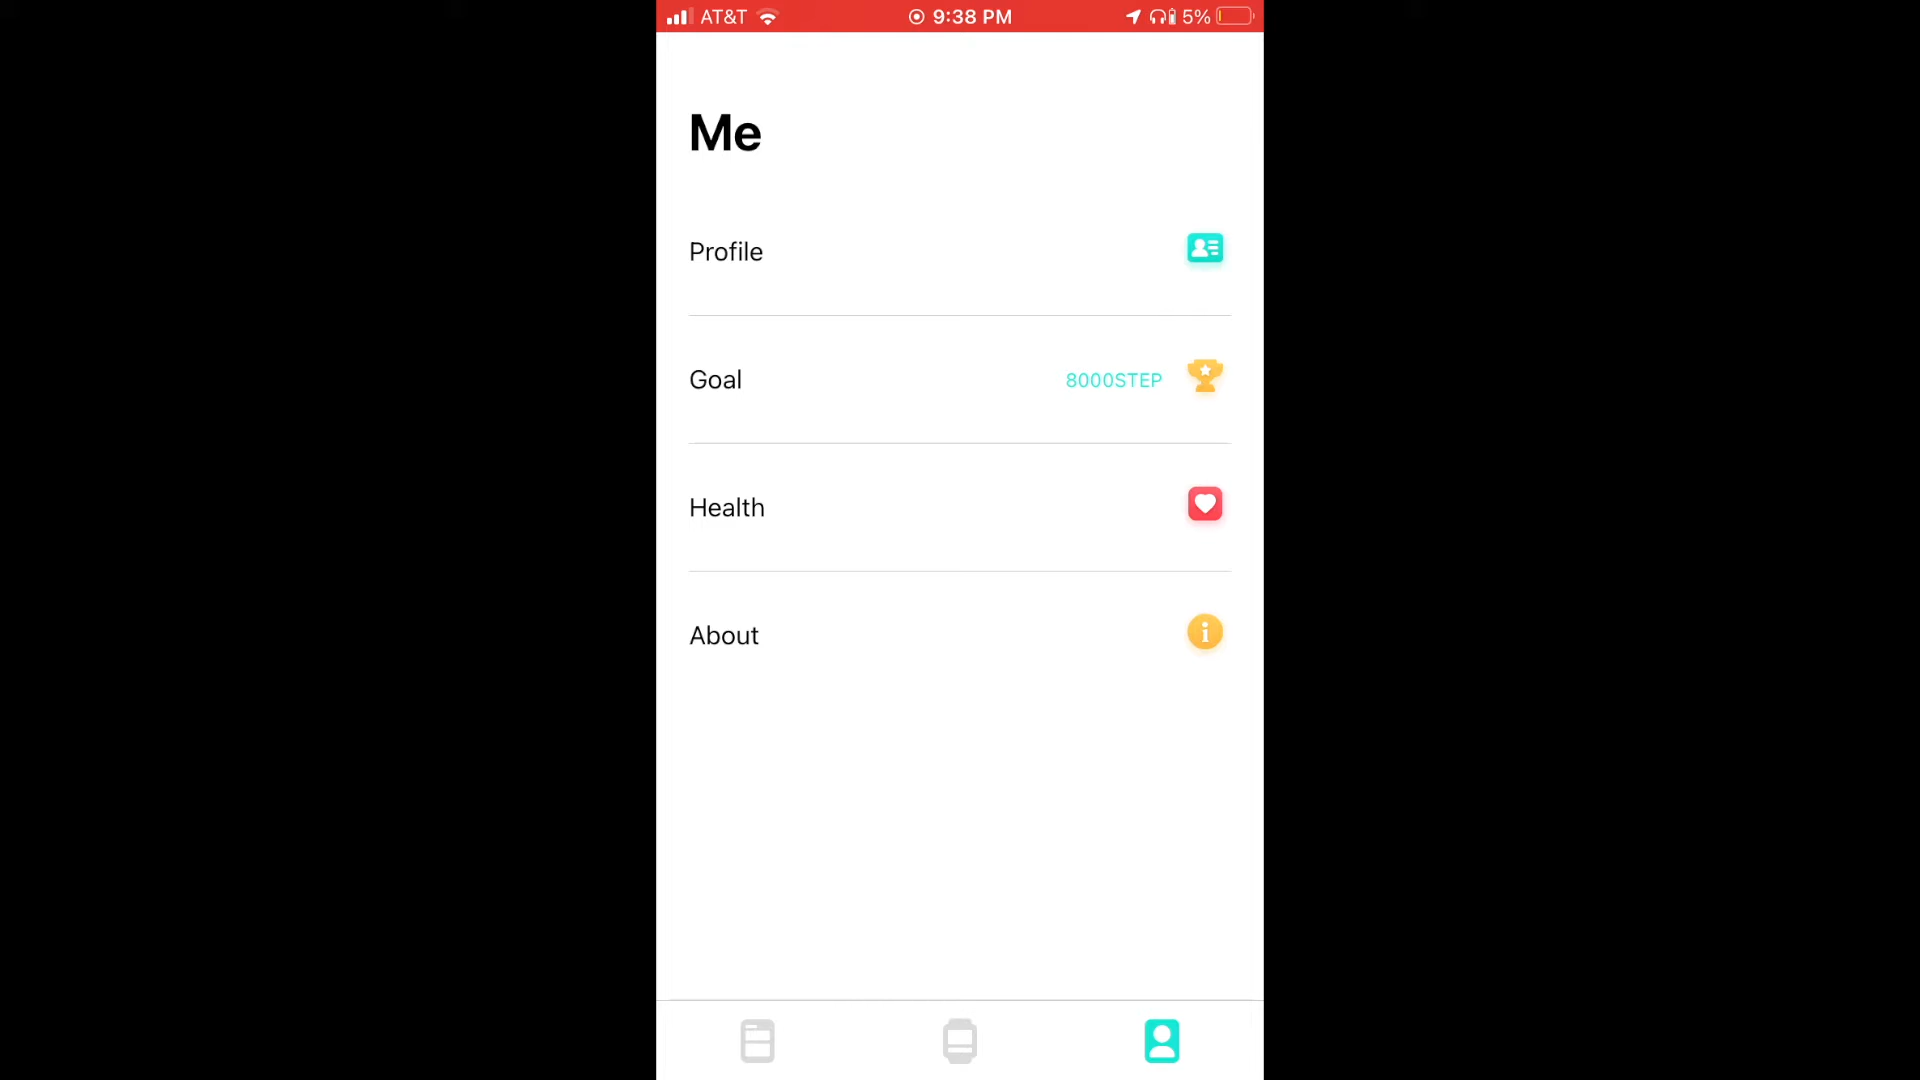 AT&T 9:38 PM 5%
Me
Profile
Goal 8000STEP
Health
About